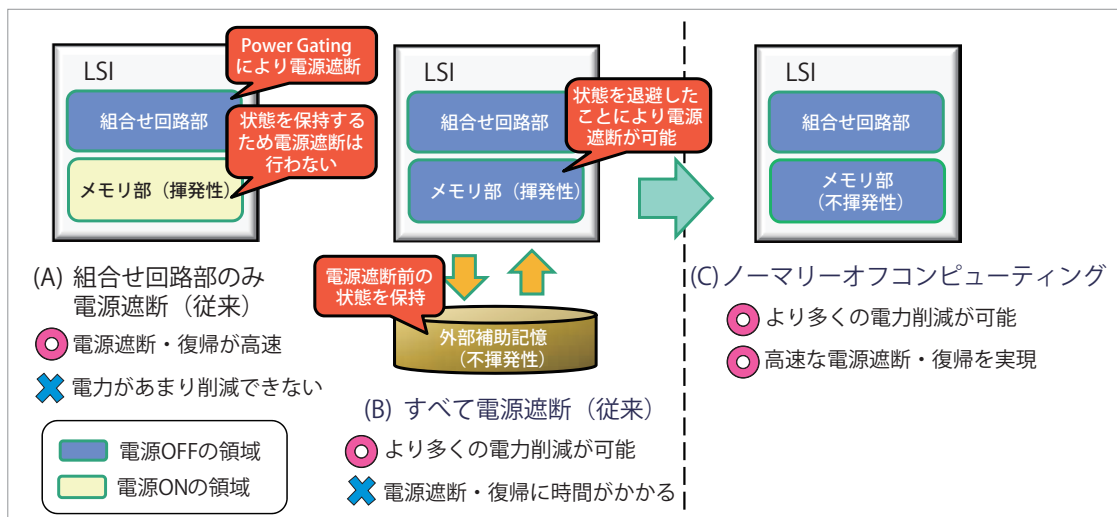 LSI
Power Gating
により電源遮断
組合せ回路部
状態を保持する
ため電源遮断は
行わない
メモリ部（揮発性）
(A) 組合せ回路部のみ
電源遮断（従来）
電源遮断・復帰が高速
電力があまり削減できない
電源OFFの領域
電源ONの領域
LSI
組合せ回路部
状態を退避した
ことにより電源
遮断が可能
メモリ部（揮発性）
電源遮断前の
状態を保持
外部補助記憶
（不揮発性）
(B) すべて電源遮断（従来）
より多くの電力削減が可能
電源遮断・復帰に時間がかかる
LSI
組合せ回路部
メモリ部
（不揮発性）
(C)ノーマリーオフコンピューティング
より多くの電力削減が可能
高速な電源遮断・復帰を実現